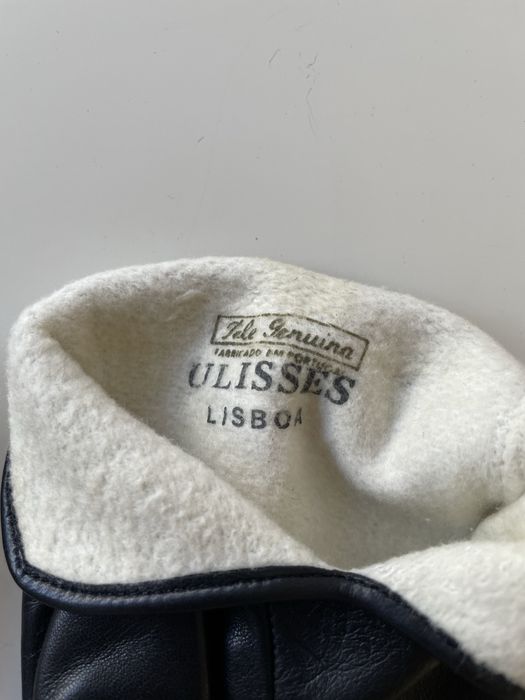 Pele Genuina
FABRICADO EM PORTUGAL
ULISSES
LISBOA